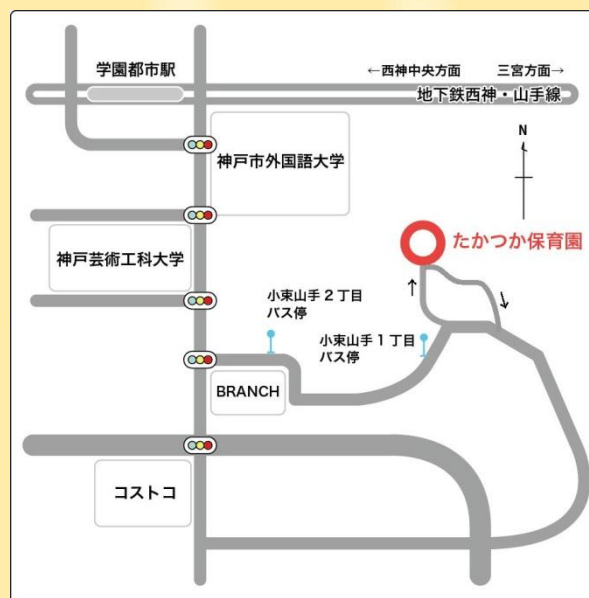 学園都市駅
←西神中央方面 三宮方面→
地下鉄西神・山手線
N
神戸市外国語大学
たかつか保育園
神戸芸術工科大学
↑
↓
小束山手2丁目
バス停
小束山手1丁目
バス停
BRANCH
コストコ